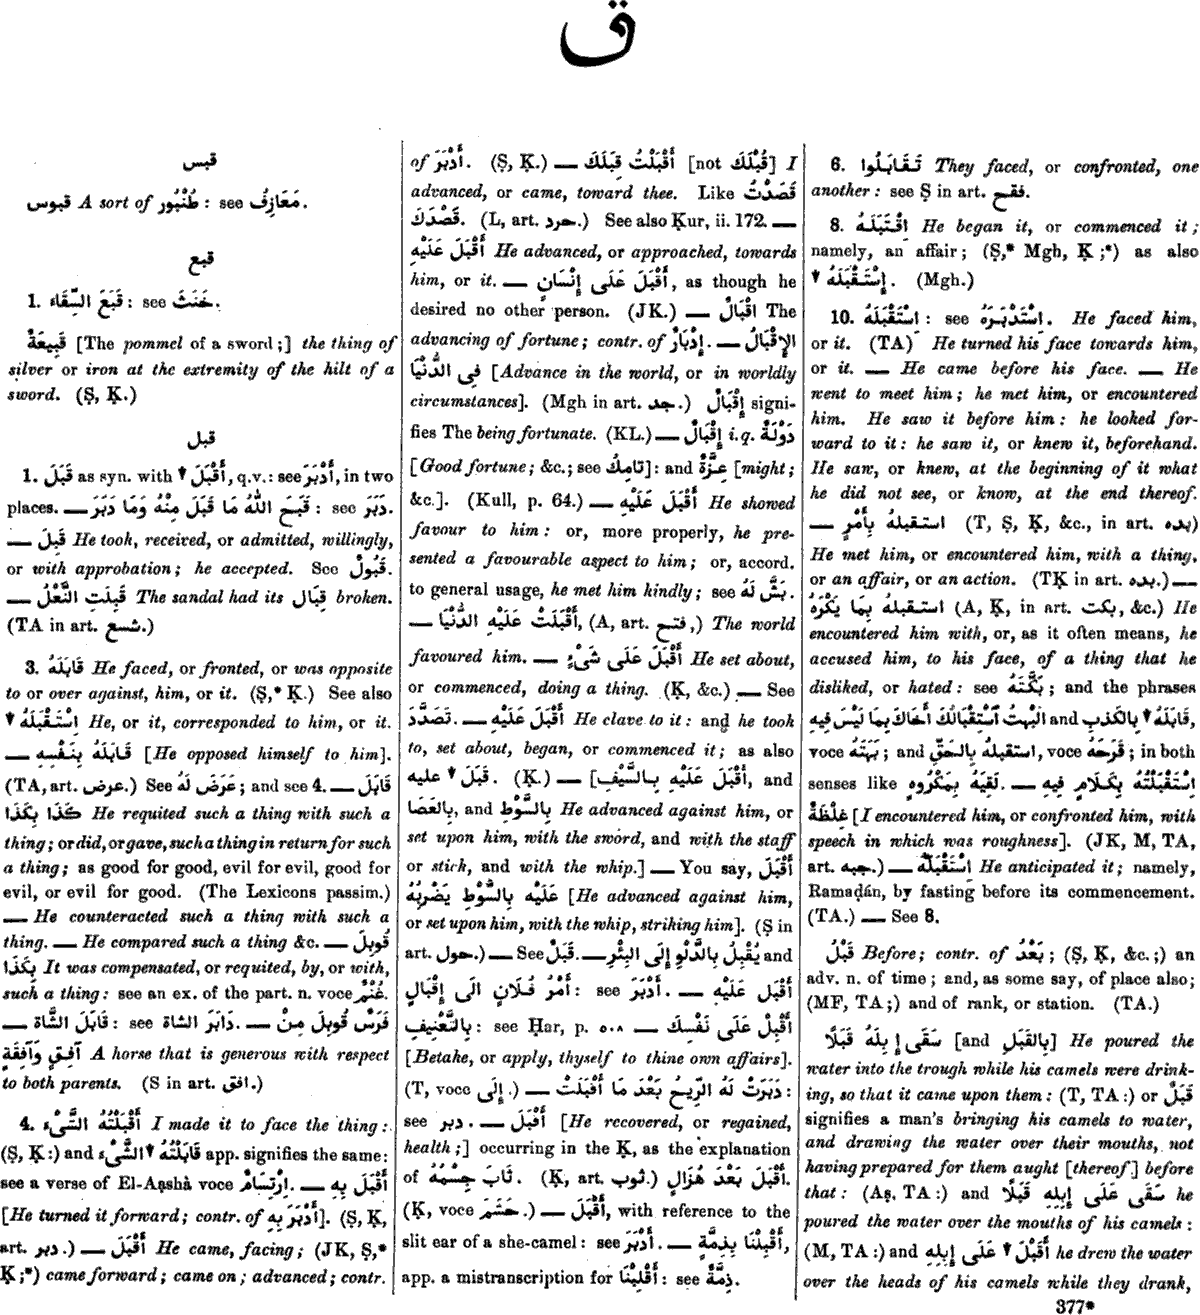 ق
قبس
قبوس A sort of طُنْبُور : see مَعَازِفُ.
قبع
1. قَبَعَ السِّقَاءَ : see خَنَثَ.
قَبِيعَةٌ [The pommel of a sword ;] the thing of
silver or iron at the extremity of the hilt of a
sword. (Ṣ, Ḳ.)
قبل
1. قَبَلَ as syn. with ↑ أَقْبَلَ, q.v.: see أَدْبَرَ, in two
places. — قَبَحَ اللّٰهُ مَا قَبَلَ مِنْهُ وَمَا دَبَرَ : see دَبَرَ.
— قَبِلَ He took, received, or admitted, willingly,
or with approbation; he accepted. See قَبُولٌ.
— قَبِلَتِ النَّعْلُ The sandal had its قِبَال broken.
(TA in art. شسع.)
3. قَابَلَهُ He faced, or fronted, or was opposite
to or over against, him, or it. (Ṣ,* Ḳ.) See also
↑ اِسْتَقْبَلَهُ He, or it, corresponded to him, or it.
— قَابَلَهُ بِنَفْسِهِ [He opposed himself to him].
(TA, art. عرض.) See عَرَضَ لَهُ; and see 4. — قَابَلَ
كَذَا بِكَذَا He requited such a thing with such a
thing; or did, or gave, such a thing in return for such
a thing; as good for good, evil for evil, good for
evil, or evil for good. (The Lexicons passim.)
— He counteracted such a thing with such a
thing. — He compared such a thing &c. — قُوبِلَ
بِكَذَا It was compensated, or requited, by, or with,
such a thing: see an ex. of the part. n. voce غُنْمٌ.
— قَابَلَ الشَّاةَ : see دَابَرَ الشاة. — فَرَسٌ قُوبِلَ مِنْ
آفِقٍ وَآفِقَةٍ A horse that is generous with respect
to both parents. (S in art. افق.)
4. أَقْبَلْتُهُ الشَّىْءَ I made it to face the thing :
(Ṣ, Ḳ:) and قَابَلْتُهُ ↑ الشَّىْءَ app. signifies the same:
see a verse of El-Aạshà voce اِرْتِسَامٌ. — أَقْبَلَ بِهِ
[He turned it forward; contr. of أَدْبَرَ بِهِ]. (Ṣ, Ḳ,
art. دبر.) — أَقْبَلَ He came, facing; (JK, Ṣ,*
Ḳ;*) came forward; came on; advanced; contr.
of أَدْبَرَ. (Ṣ, Ḳ.) — أَقْبَلْتُ قِبَلَكَ [not قُبْلَكَ] I
advanced, or came, toward thee. Like قَصَدْتُ
قَصْدَكَ. (L, art. حرد.) See also Ḳur, ii. 172. —
أَقْبَلَ عَلَيْهِ He advanced, or approached, towards
him, or it. — أَقْبَلَ عَلَى إِنْسَانٍ, as though he
desired no other person. (JK.) — اقْبَالٌ The
advancing of fortune; contr. of إِدْبَارٌ. — الإِقْبَالُ
فِى الدُّنْيَا [Advance in the world, or in worldly
circumstances]. (Mgh in art. جد.) إِقْبَالٌ signi-
fies The being fortunate. (KL.) — إِقْبَالٌ i.q. دَوْلَةٌ
[Good fortune; &c.; see تامِكٌ]: and عِزَّةٌ [might;
&c.]. (Kull, p. 64.) — أَقْبَلَ عَلَيْهِ He showed
favour to him: or, more properly, he pre-
sented a favourable aspect to him; or, accord.
to general usage, he met him kindly; see بَشَّ لَهُ.
— أَقْبَلَتْ عَلَيْهِ الدُّنْيَا, (A, art. فتح,) The world
favoured him. — أَقْبَلَ عَلَى شَىْءٍ He set about,
or commenced, doing a thing. (Ḳ, &c.) — See
تَصَدَّدَ. — أَقْبَلَ عَلَيْهِ He clave to it: and he took
to, set about, began, or commenced it; as also
قَبَلَ ↑ عليه. (Ḳ.) — [أَقْبَلَ عَلَيْهِ بِالسَّيْفِ, and
بِالعَصَا, and بِالسَّوْطِ He advanced against him, or
set upon him, with the sword, and with the staff
or stick, and with the whip.] — You say, أَقْبَلَ
عَلَيْهِ بِالسَّوْطِ يَضْرِبُهُ [He advanced against him,
or set upon him, with the whip, striking him]. (Ṣ in
art. حول.) — See قَبَلٌ. — يُقْبِلُ بِالدَّلْوِ إِلَى البِئْرِ and
أَقْبَلَ عَلَيْهِ : see أَدْبَرَ. — أَمْرُ فُلَانٍ الى إِقْبَالٍ
بِالتَّعْنِيفِ : see Ḥar, p. ٥٠٨ — أَقْبِلْ عَلَى نَفْسِكَ
[Betake, or apply, thyself to thine own affairs].
(T, voce إِلَى.) — دَبَرَتْ لَهُ الرِّيحُ بَعْدَ مَا أَقْبَلَتْ :
see دبر. — أَقْبَلَ [He recovered, or regained,
health;] occurring in the Ḳ, as the explanation
of ثَابَ جِسْمُهُ. (Ḳ, art. ثوب.) أَقْبَلَ بَعْدَ هُزَالٍ.
(Ḳ, voce حَشَمَ.) — أَقْبَلَ, with reference to the
slit ear of a she-camel: see أَدْبَرَ. — أَقْبِلْنَا بِذِمَّةٍ,
app. a mistranscription for أَقْلِبْنَا : see ذِمَّةٌ.
6. تَقَابَلُوا They faced, or confronted, one
another: see Ṣ in art. فقح.
8. اِقْتَبَلَهُ He began it, or commenced it;
namely, an affair; (Ṣ,* Mgh, Ḳ;*) as also
↑ اِسْتَقْبَلَهُ. (Mgh.)
10. اِسْتَقْبَلَهُ : see اِسْتَدْبَرَهُ. He faced him,
or it. (TA) He turned his face towards him,
or it. — He came before his face. — He
went to meet him; he met him, or encountered
him. He saw it before him: he looked for-
ward to it: he saw it, or knew it, beforehand.
He saw, or knew, at the beginning of it what
he did not see, or know, at the end thereof.
— استقبله بِأَمْرٍ (T, Ṣ, Ḳ, &c., in art. بده)
He met him, or encountered him, with a thing,
or an affair, or an action. (TḲ in art. بده.) —
استقبله بِمَا يَكْرَهُ (A, Ḳ, in art. بكت, &c.) He
encountered him with, or, as it often means, he
accused him, to his face, of a thing that he
disliked, or hated: see بَكَّتَهُ; and the phrases
قَابَلَهُ ↑ بِالكَذِبِ and البُهْتُ اسْتِقْبَالُكَ أَخَاكَ بِمَا لَيْسَ فِيهِ,
voce بَهَتَهُ; and استقبله بِالحَقِّ, voce قَرَحَهُ; in both
senses like لَقِيَهُ بِمَكْرُوهٍ. — اِسْتَقْبَلْتُهُ بِكَلَامٍ فِيهِ
غِلْظَةٌ [I encountered him, or confronted him, with
speech in which was roughness]. (JK, M, TA,
art. جبه.) — اِسْتَقْبَلَهُ He anticipated it; namely,
Ramaḍán, by fasting before its commencement.
(TA.) — See 8.
قَبْلُ Before; contr. of بَعْدُ; (Ṣ, Ḳ, &c.;) an
adv. n. of time; and, as some say, of place also;
(MF, TA;) and of rank, or station. (TA.)
سَقَى إِبِلَهُ قَبَلًا [and بِالقَبَلِ] He poured the
water into the trough while his camels were drink-
ing, so that it came upon them: (T, TA:) or قَبَلٌ
signifies a man's bringing his camels to water,
and drawing the water over their mouths, not
having prepared for them aught [thereof] before
that: (Aṣ, TA:) and سَقَى عَلَى إِبِلِهِ قَبَلًا he
poured the water over the mouths of his camels:
(M, TA:) and أَقْبَلَ ↑ عَلَى إِبِلِهِ he drew the water
over the heads of his camels while they drank,
377*